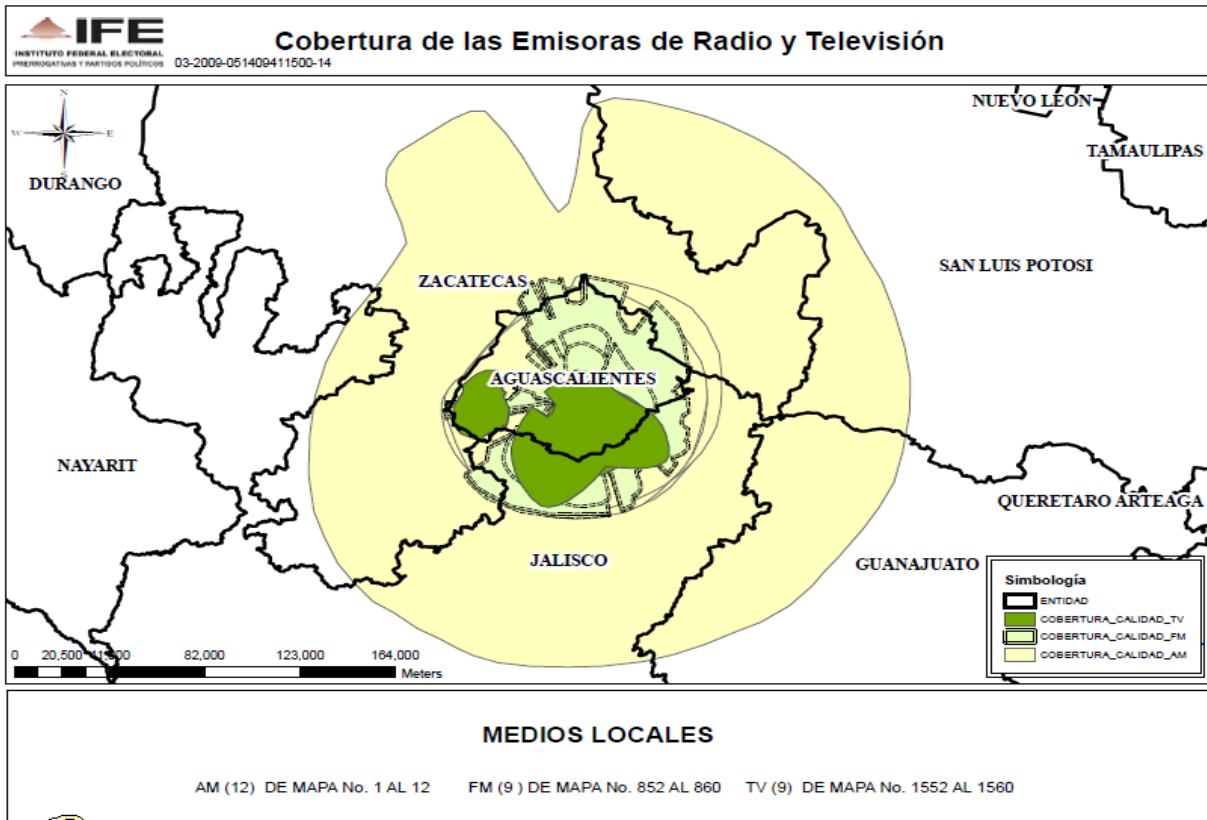 IFE
INSTITUTO FEDERAL ELECTORAL
PRERROGATIVAS Y PARTIDOS POLÍTICOS
03-2009-051409411500-14
Cobertura de las Emisoras de Radio y Televisión
N
W E
S
NUEVO LEON
TAMAULIPAS
DURANGO
SAN LUIS POTOSI
ZACATECAS
AGUASCALIENTES
NAYARIT
QUERETARO ARTEAGA
JALISCO
GUANAJUATO
Simbología
ENTIDAD
COBERTURA_CALIDAD_TV
COBERTURA_CALIDAD_FM
COBERTURA_CALIDAD_AM
0 20,500 41,000 82,000 123,000 164,000
Meters
MEDIOS LOCALES
AM (12) DE MAPA No. 1 AL 12 FM (9 ) DE MAPA No. 852 AL 860 TV (9) DE MAPA No. 1552 AL 1560